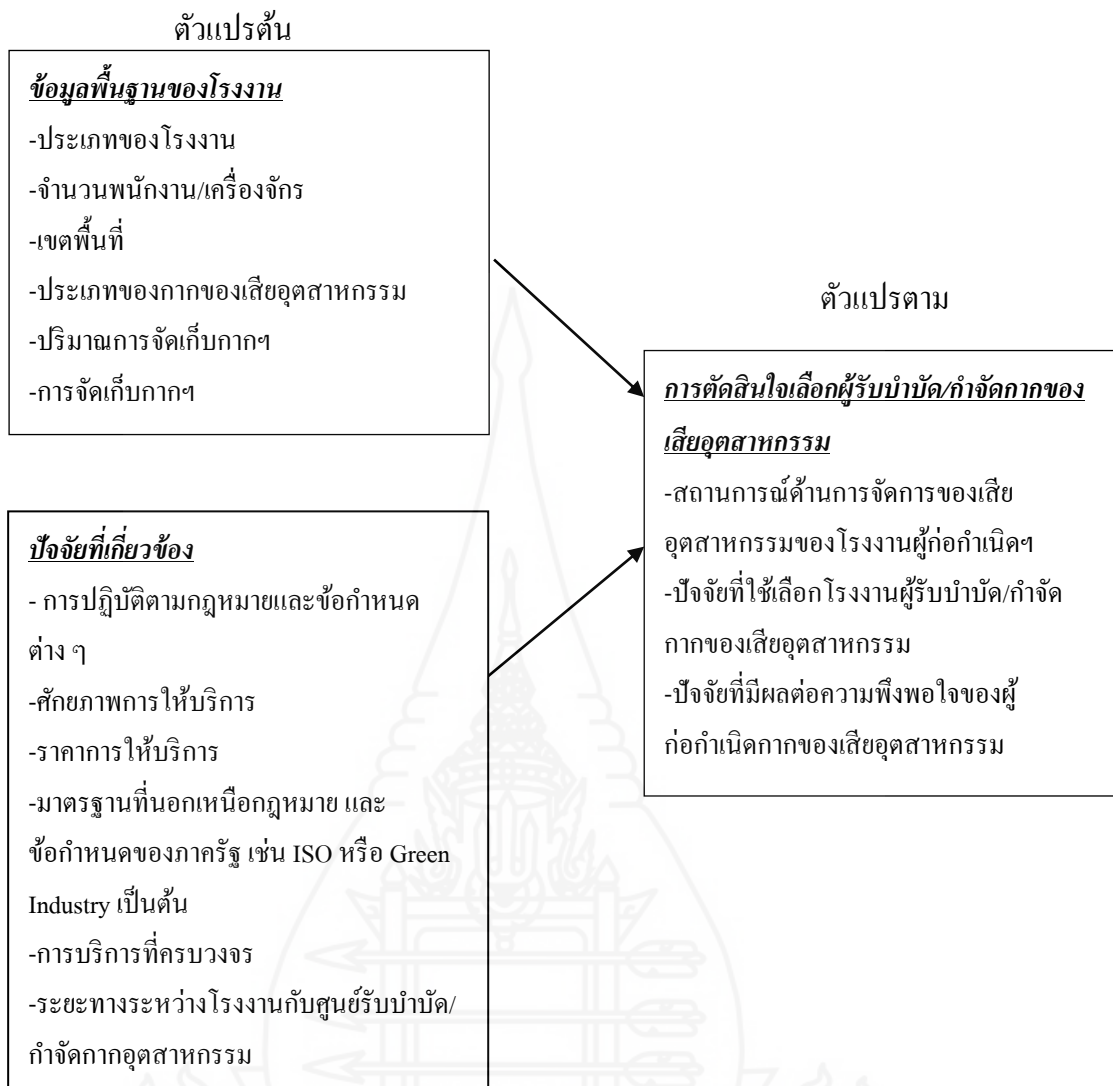 ตัวแปรต้น
ข้อมูลพื้นฐานของโรงงาน
-ประเภทของโรงงาน
-จำนวนพนักงาน/เครื่องจักร
-เขตพื้นที่
-ประเภทของกากของเสียอุตสาหกรรม
-ปริมาณการจัดเก็บกากฯ
-การจัดเก็บกากฯ
ปัจจัยที่เกี่ยวข้อง
- การปฏิบัติตามกฎหมายและข้อกำหนด
ต่าง ๆ
-ศักยภาพการให้บริการ
-ราคาการให้บริการ
-มาตรฐานที่นอกเหนือกฎหมาย และ
ข้อกำหนดของภาครัฐ เช่น ISO หรือ Green
Industry เป็นต้น
-การบริการที่ครบวงจร
-ระยะทางระหว่างโรงงานกับศูนย์รับบำบัด/
กำจัดกากอุตสาหกรรม
ตัวแปรตาม
การตัดสินใจเลือกผู้รับบำบัด/กำจัดกากของ
เสียอุตสาหกรรม
-สถานการณ์ด้านการจัดการของเสีย
อุตสาหกรรมของโรงงานผู้ก่อกำเนิดฯ
-ปัจจัยที่ใช้เลือกโรงงานผู้รับบำบัด/กำจัด
กากของเสียอุตสาหกรรม
-ปัจจัยที่มีผลต่อความพึงพอใจของผู้
ก่อกำเนิดกากของเสียอุตสาหกรรม